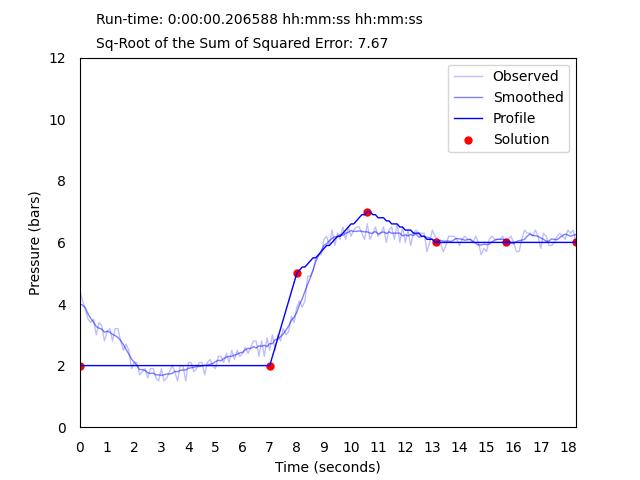 Run-time: 0:00:00.206588 hh:mm:ss hh:mm:ss
Sq-Root of the Sum of Squared Error: 7.67
12
10
8
6
4
2
0
Pressure (bars)
Observed
Smoothed
Profile
Solution
0 1 2 3 4 5 6 7 8 9 10 11 12 13 14 15 16 17 18
Time (seconds)